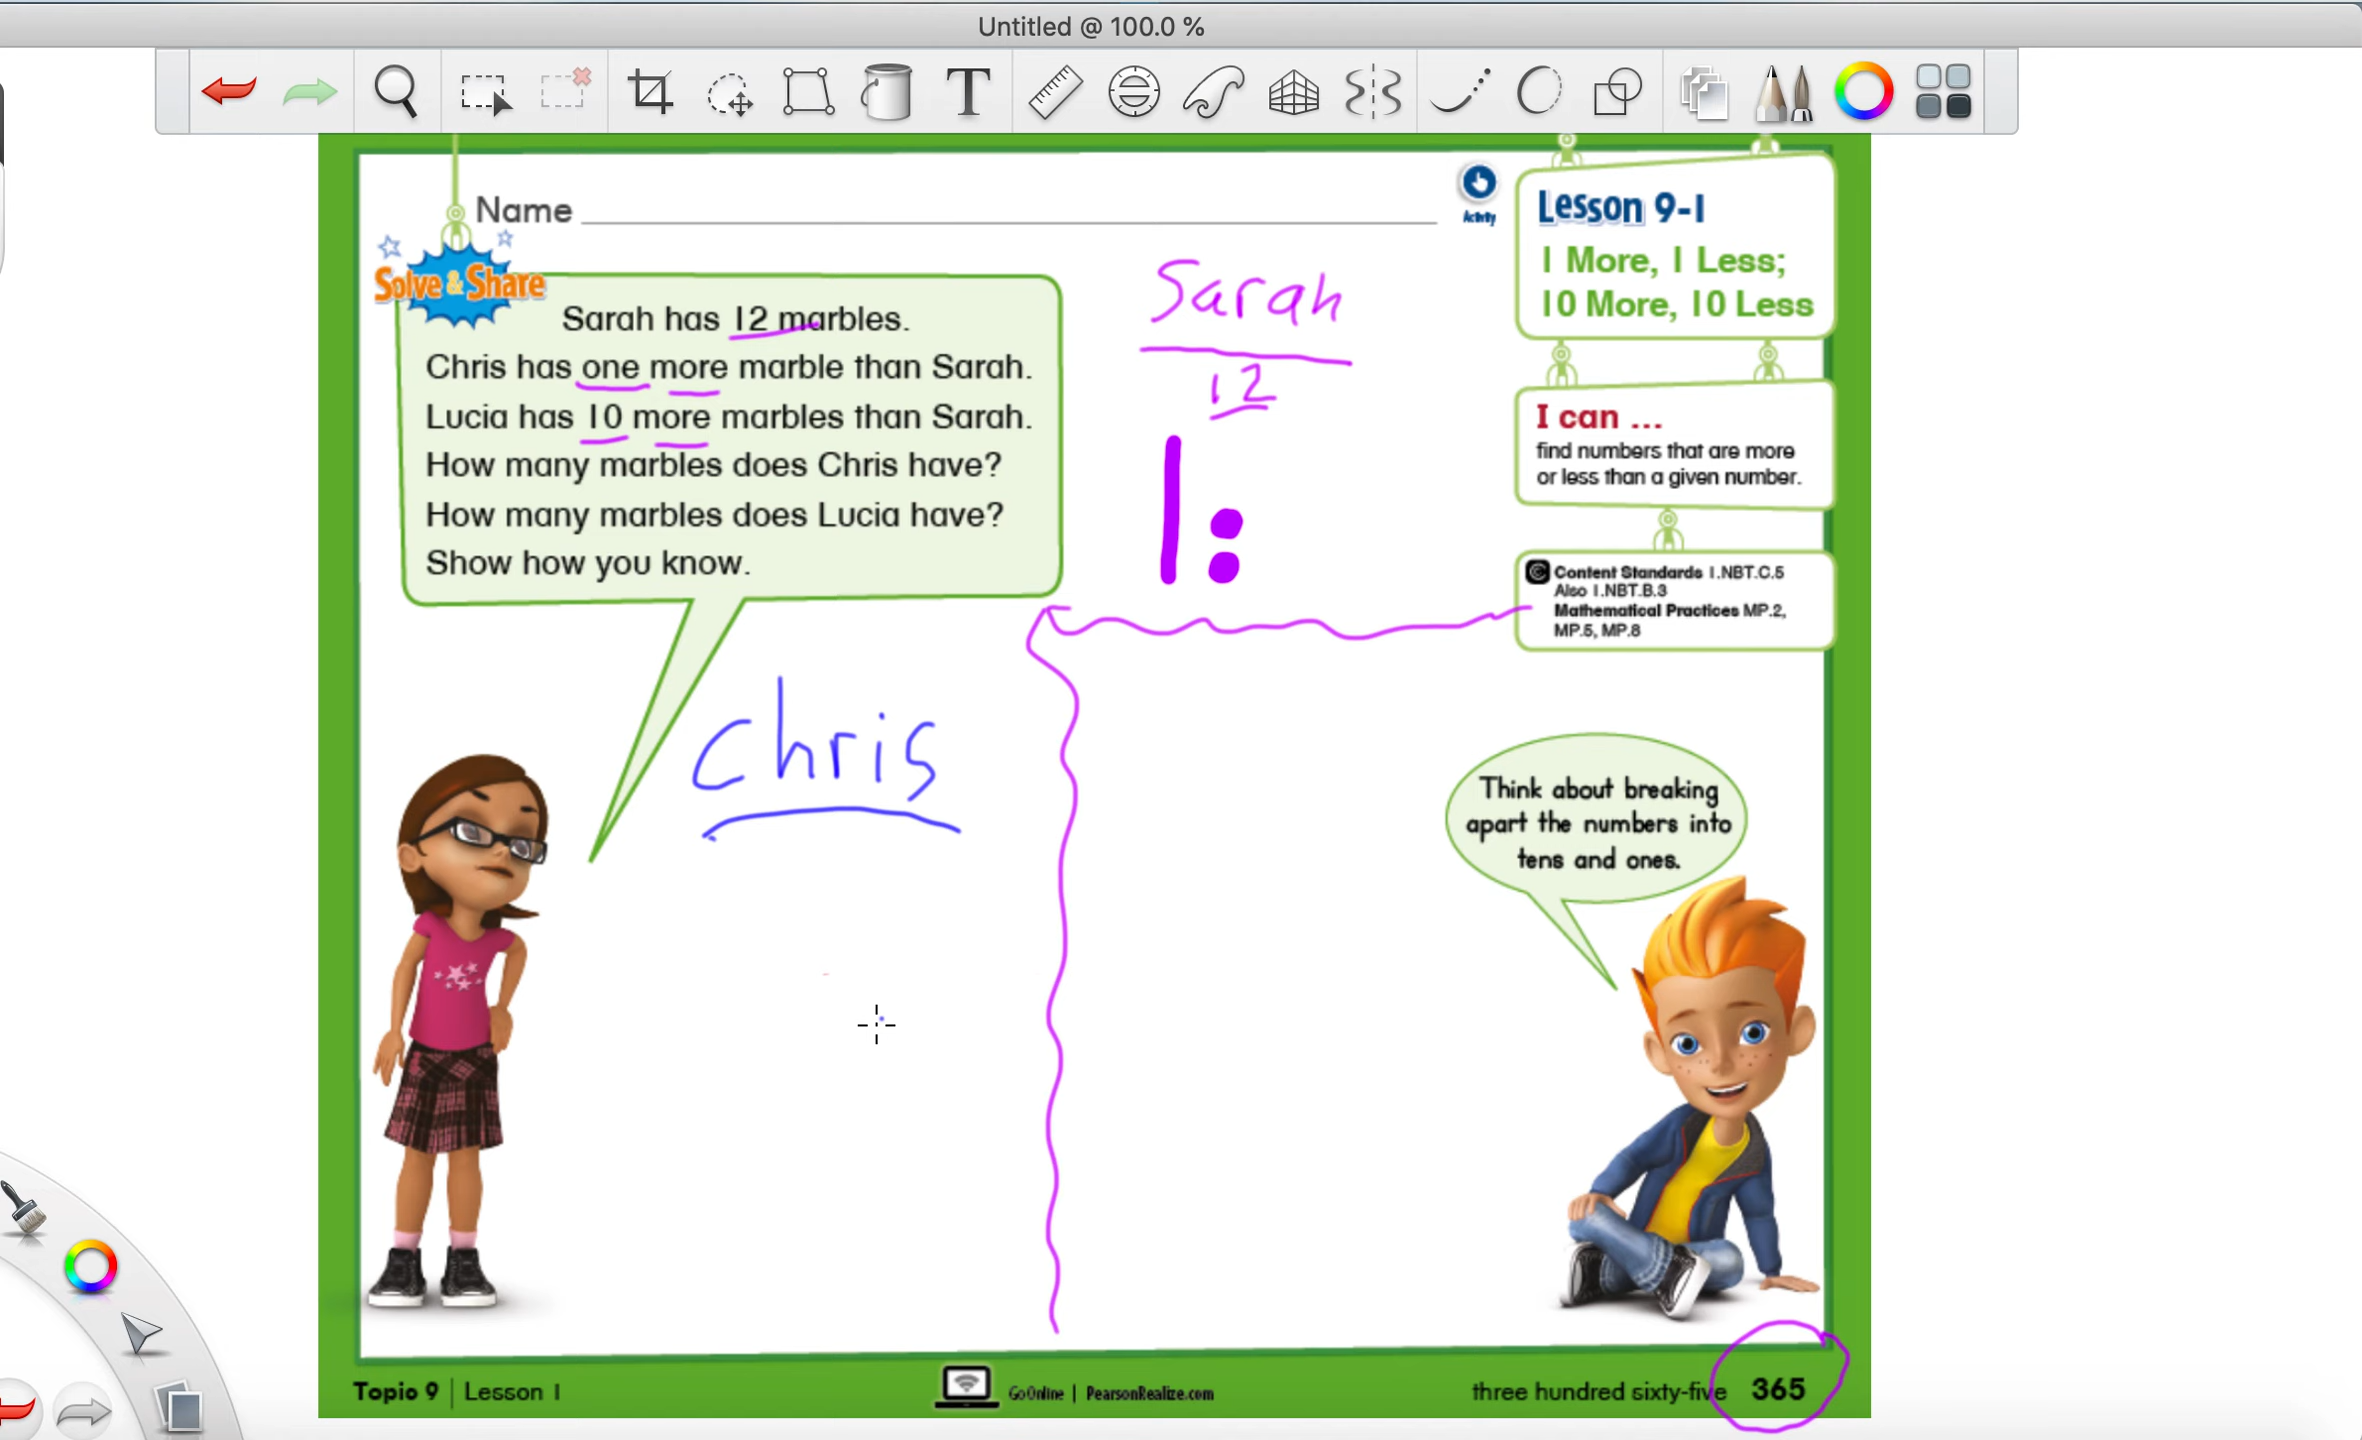 Untitled @ 100.0 %
Name
Activity
Lesson 9-1
1 More, 1 Less;
10 More, 10 Less
Solve & Share
Sarah has 12 marbles.
Chris has one more marble than Sarah.
Lucia has 10 more marbles than Sarah.
How many marbles does Chris have?
How many marbles does Lucia have?
Show how you know.
Sarah
12
I can ...
find numbers that are more
or less than a given number.
Content Standards 1.NBT.C.5
Also 1.NBT.B.3
Mathematical Practices MP.2,
MP.5, MP.8
Chris
Think about breaking
apart the numbers into
tens and ones.
Topic 9 | Lesson 1
Go Online | PearsonRealize.com
three hundred sixty-five 365